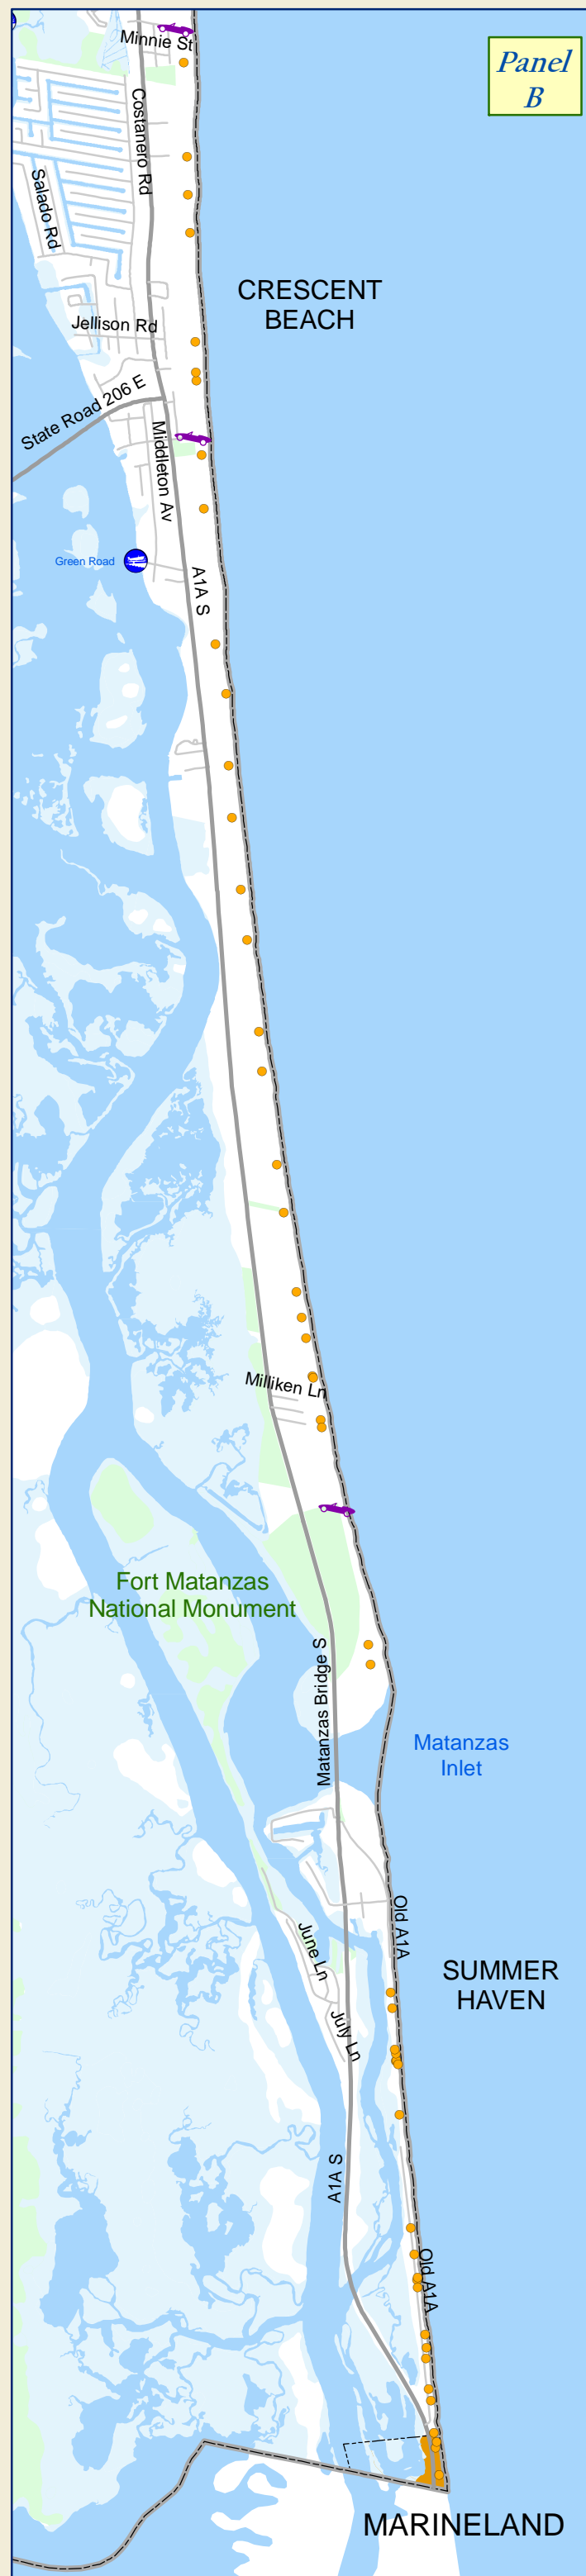 Minnie St
Panel
B
Costanero Rd
Salado Rd
CRESCENT
BEACH
Jellison Rd
State Road 206 E
Middleton Av
Green Road
A1A S
Milliken Ln
Fort Matanzas
National Monument
Matanzas Bridge S
Matanzas
Inlet
Old A1A
June Ln
SUMMER
HAVEN
July Ln
A1A S
Old A1A
MARINELAND